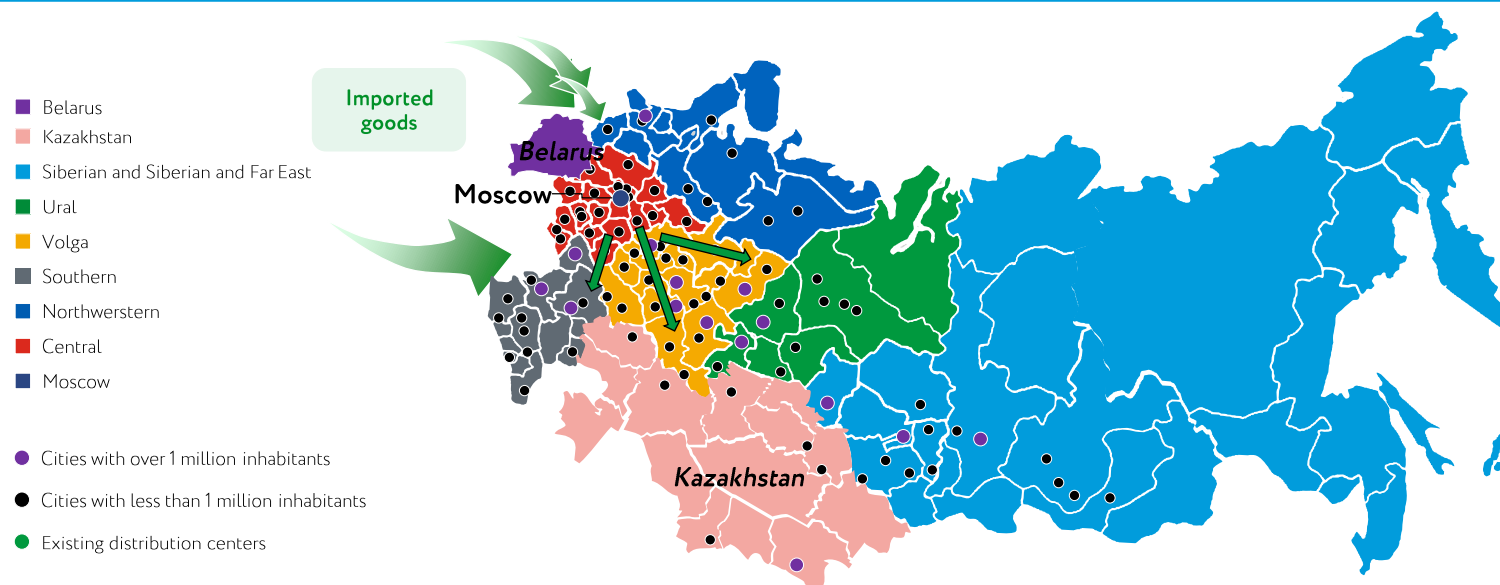 Imported
goods
Belarus
Kazakhstan
Siberian and Siberian and Far East
Ural
Volga
Southern
Northwerstern
Central
Moscow
Cities with over 1 million inhabitants
Cities with less than 1 million inhabitants
Existing distribution centers
Belarus
Moscow
Kazakhstan